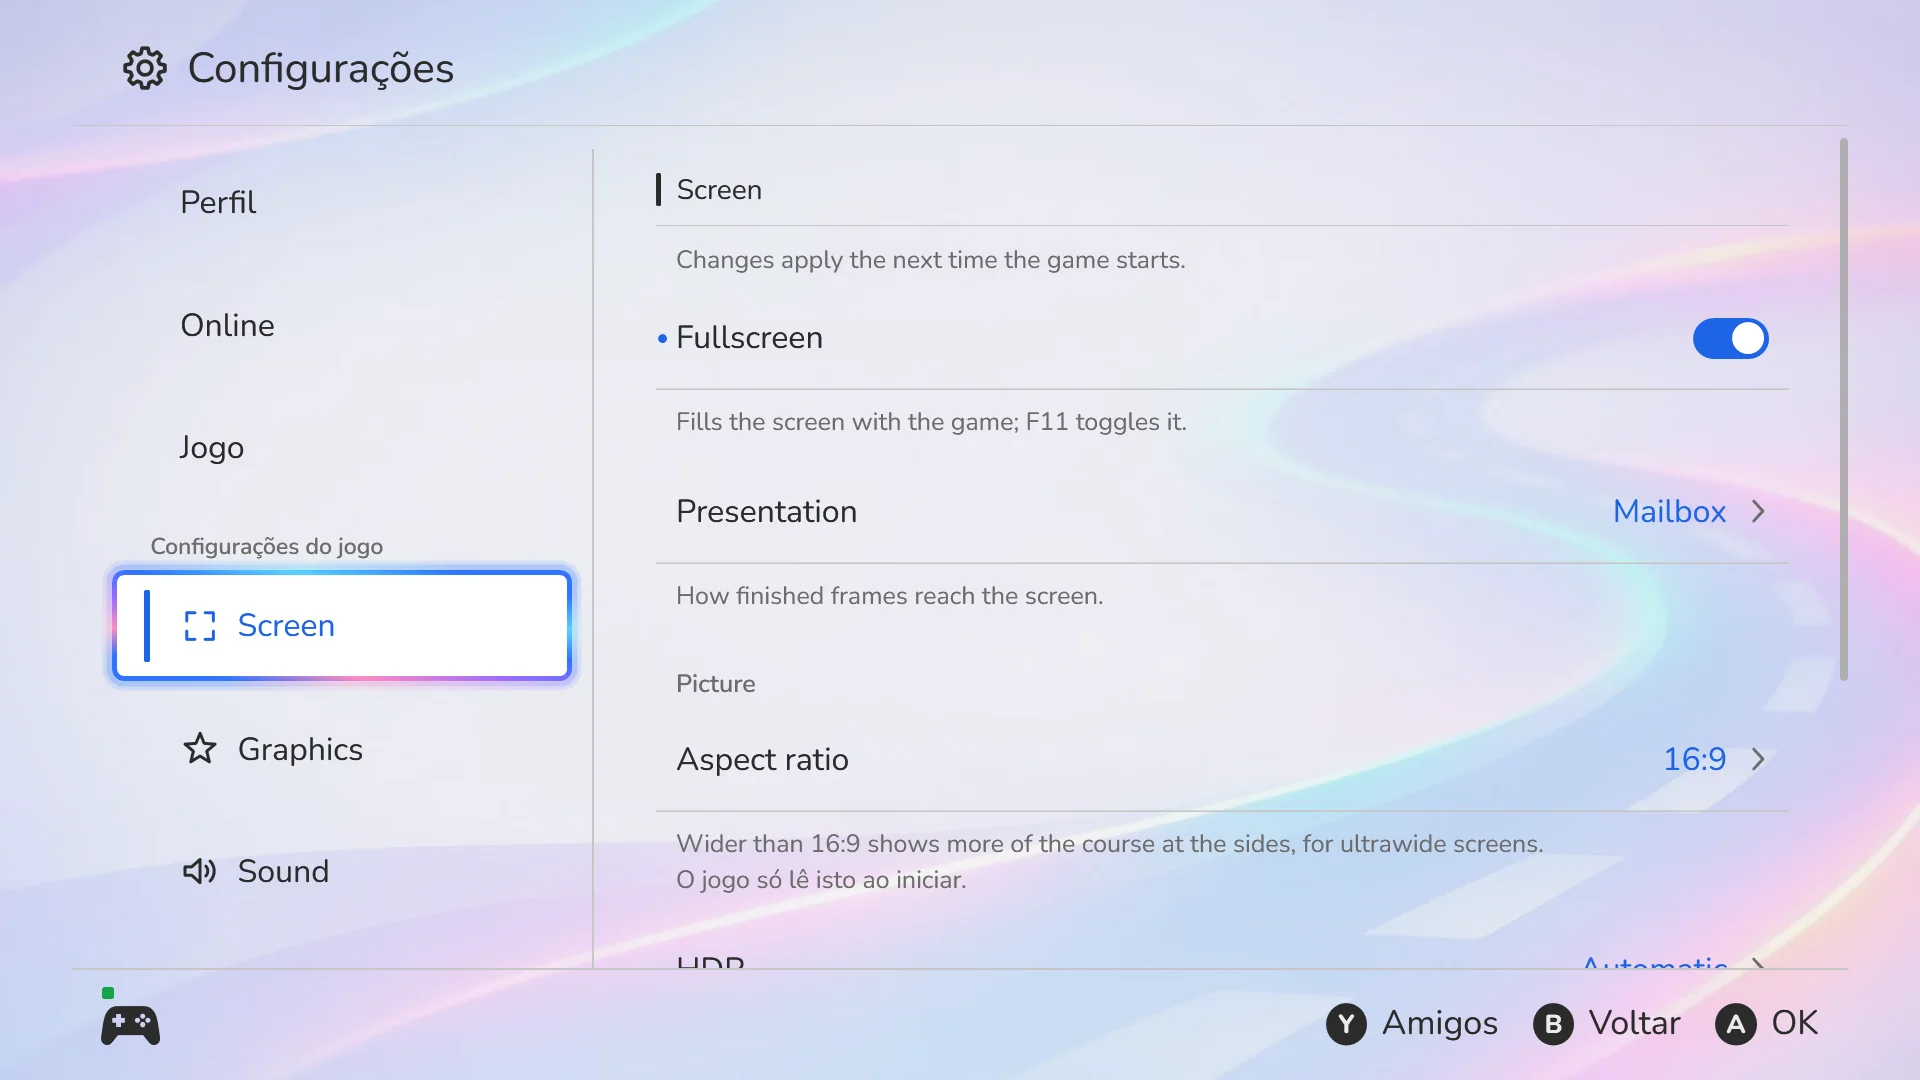 Configurações
Perfil
Online
Jogo
Configurações do jogo
Screen
Graphics
Sound
Screen
Changes apply the next time the game starts.
Fullscreen
Fills the screen with the game; F11 toggles it.
Presentation
Mailbox
How finished frames reach the screen.
Picture
Aspect ratio
16:9
Wider than 16:9 shows more of the course at the sides, for ultrawide screens.
O jogo só lê isto ao iniciar.
HDR
Automatic
Y Amigos
B Voltar
A OK